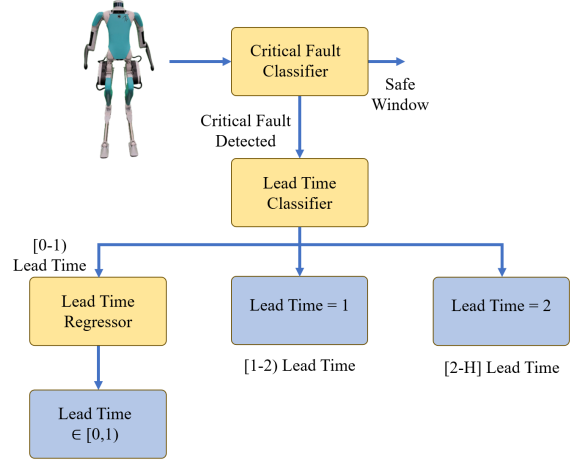 Critical Fault
Classifier
Safe
Window
Critical Fault
Detected
Lead Time
Classifier
[0-1)
Lead Time
Lead Time
Regressor
Lead Time = 1
Lead Time = 2
[1-2) Lead Time
[2-H] Lead Time
Lead Time
∈ [0,1)